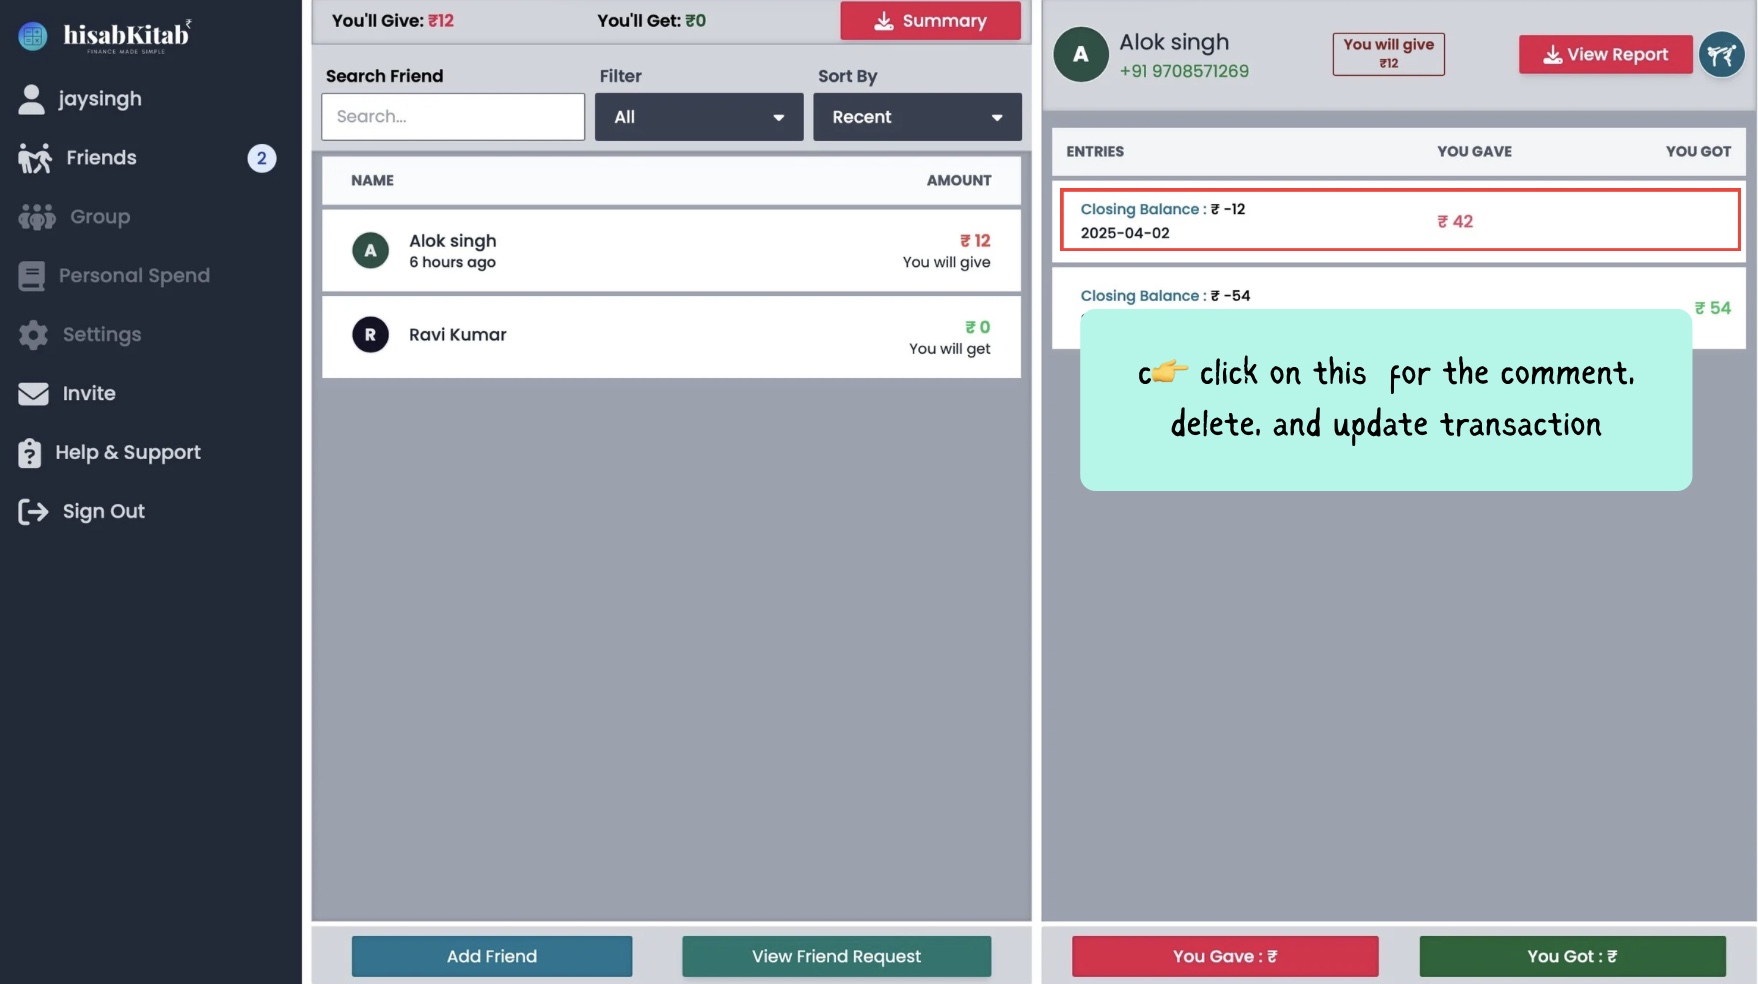 hisabKitab₹
FINANCE MADE SIMPLE
jaysingh
Friends 2
Group
Personal Spend
Settings
Invite
Help & Support
Sign Out
You'll Give: ₹12 You'll Get: ₹0 Summary
Search Friend Filter Sort By
Search... All Recent
NAME AMOUNT
A Alok singh ₹ 12
6 hours ago You will give
R Ravi Kumar ₹ 0
You will get
Add Friend View Friend Request
A Alok singh
+91 9708571269
You will give
₹12
View Report
ENTRIES YOU GAVE YOU GOT
Closing Balance : ₹ -12
2025-04-02
₹ 42
Closing Balance : ₹ -54
₹ 54
c👉 click on this for the comment,
delete, and update transaction
You Gave : ₹ You Got : ₹